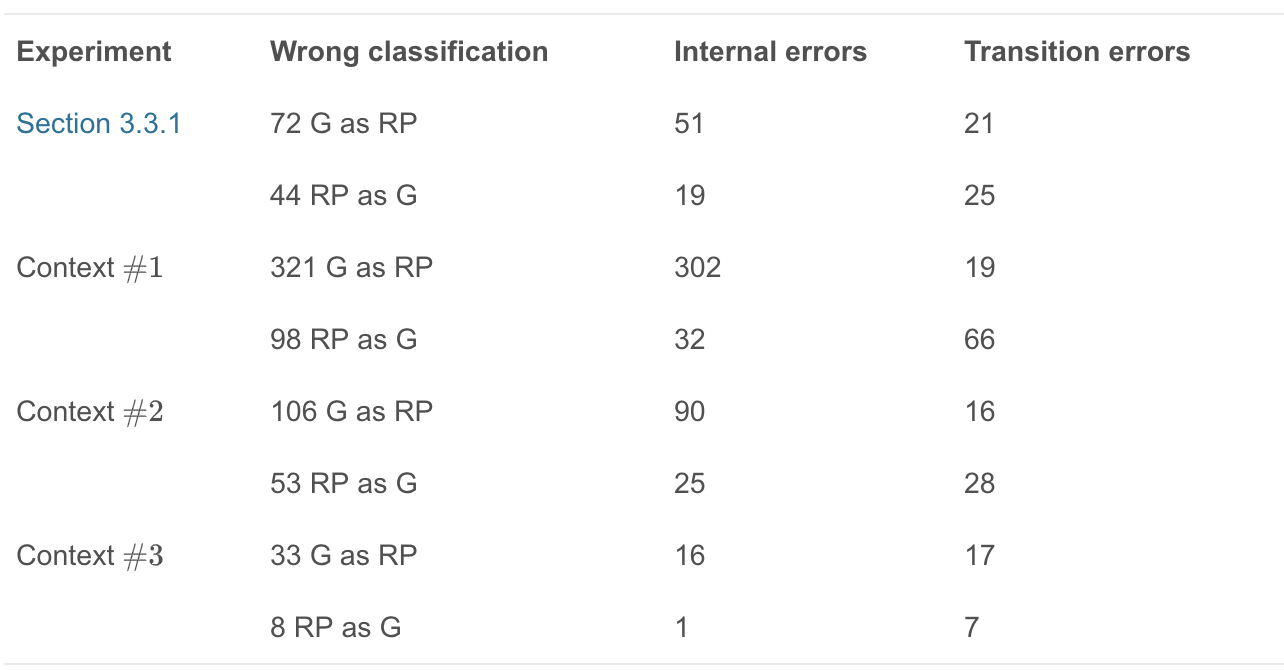 Experiment Wrong classification Internal errors Transition errors
Section 3.3.1 72 G as RP 51 21
44 RP as G 19 25
Context #1 321 G as RP 302 19
98 RP as G 32 66
Context #2 106 G as RP 90 16
53 RP as G 25 28
Context #3 33 G as RP 16 17
8 RP as G 1 7